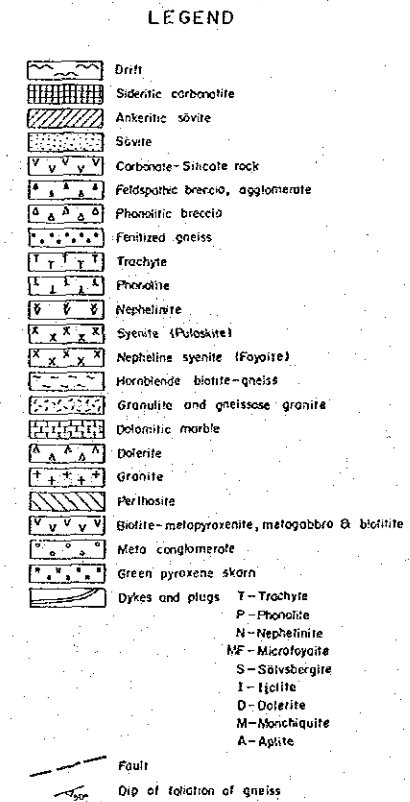 LEGEND
Drift
Sideritic carbonatite
Ankeritic sövite
Sövite
Carbonate-Silicate rock
Feldspathic breccia, agglomerate
Phonolitic breccia
Fenitized gneiss
Trachyte
Phonolite
Nephelinite
Syenite (Pulaskite)
Nepheline syenite (Foyaite)
Hornblende biotite-gneiss
Granulite and gneissose granite
Dolomitic marble
Dolerite
Granite
Perthosite
Biotite-metapyroxenite, metagabbro & biotitite
Meta conglomerate
Green pyroxene skarn
Dykes and plugs T-Trachyte
P-Phonolite
N-Nephelinite
MF-Microfoyaite
S-Sölvsbergite
I-Ijolite
D-Dolerite
M-Monchiquite
A-Aplite
Fault
Dip of foliation of gneiss